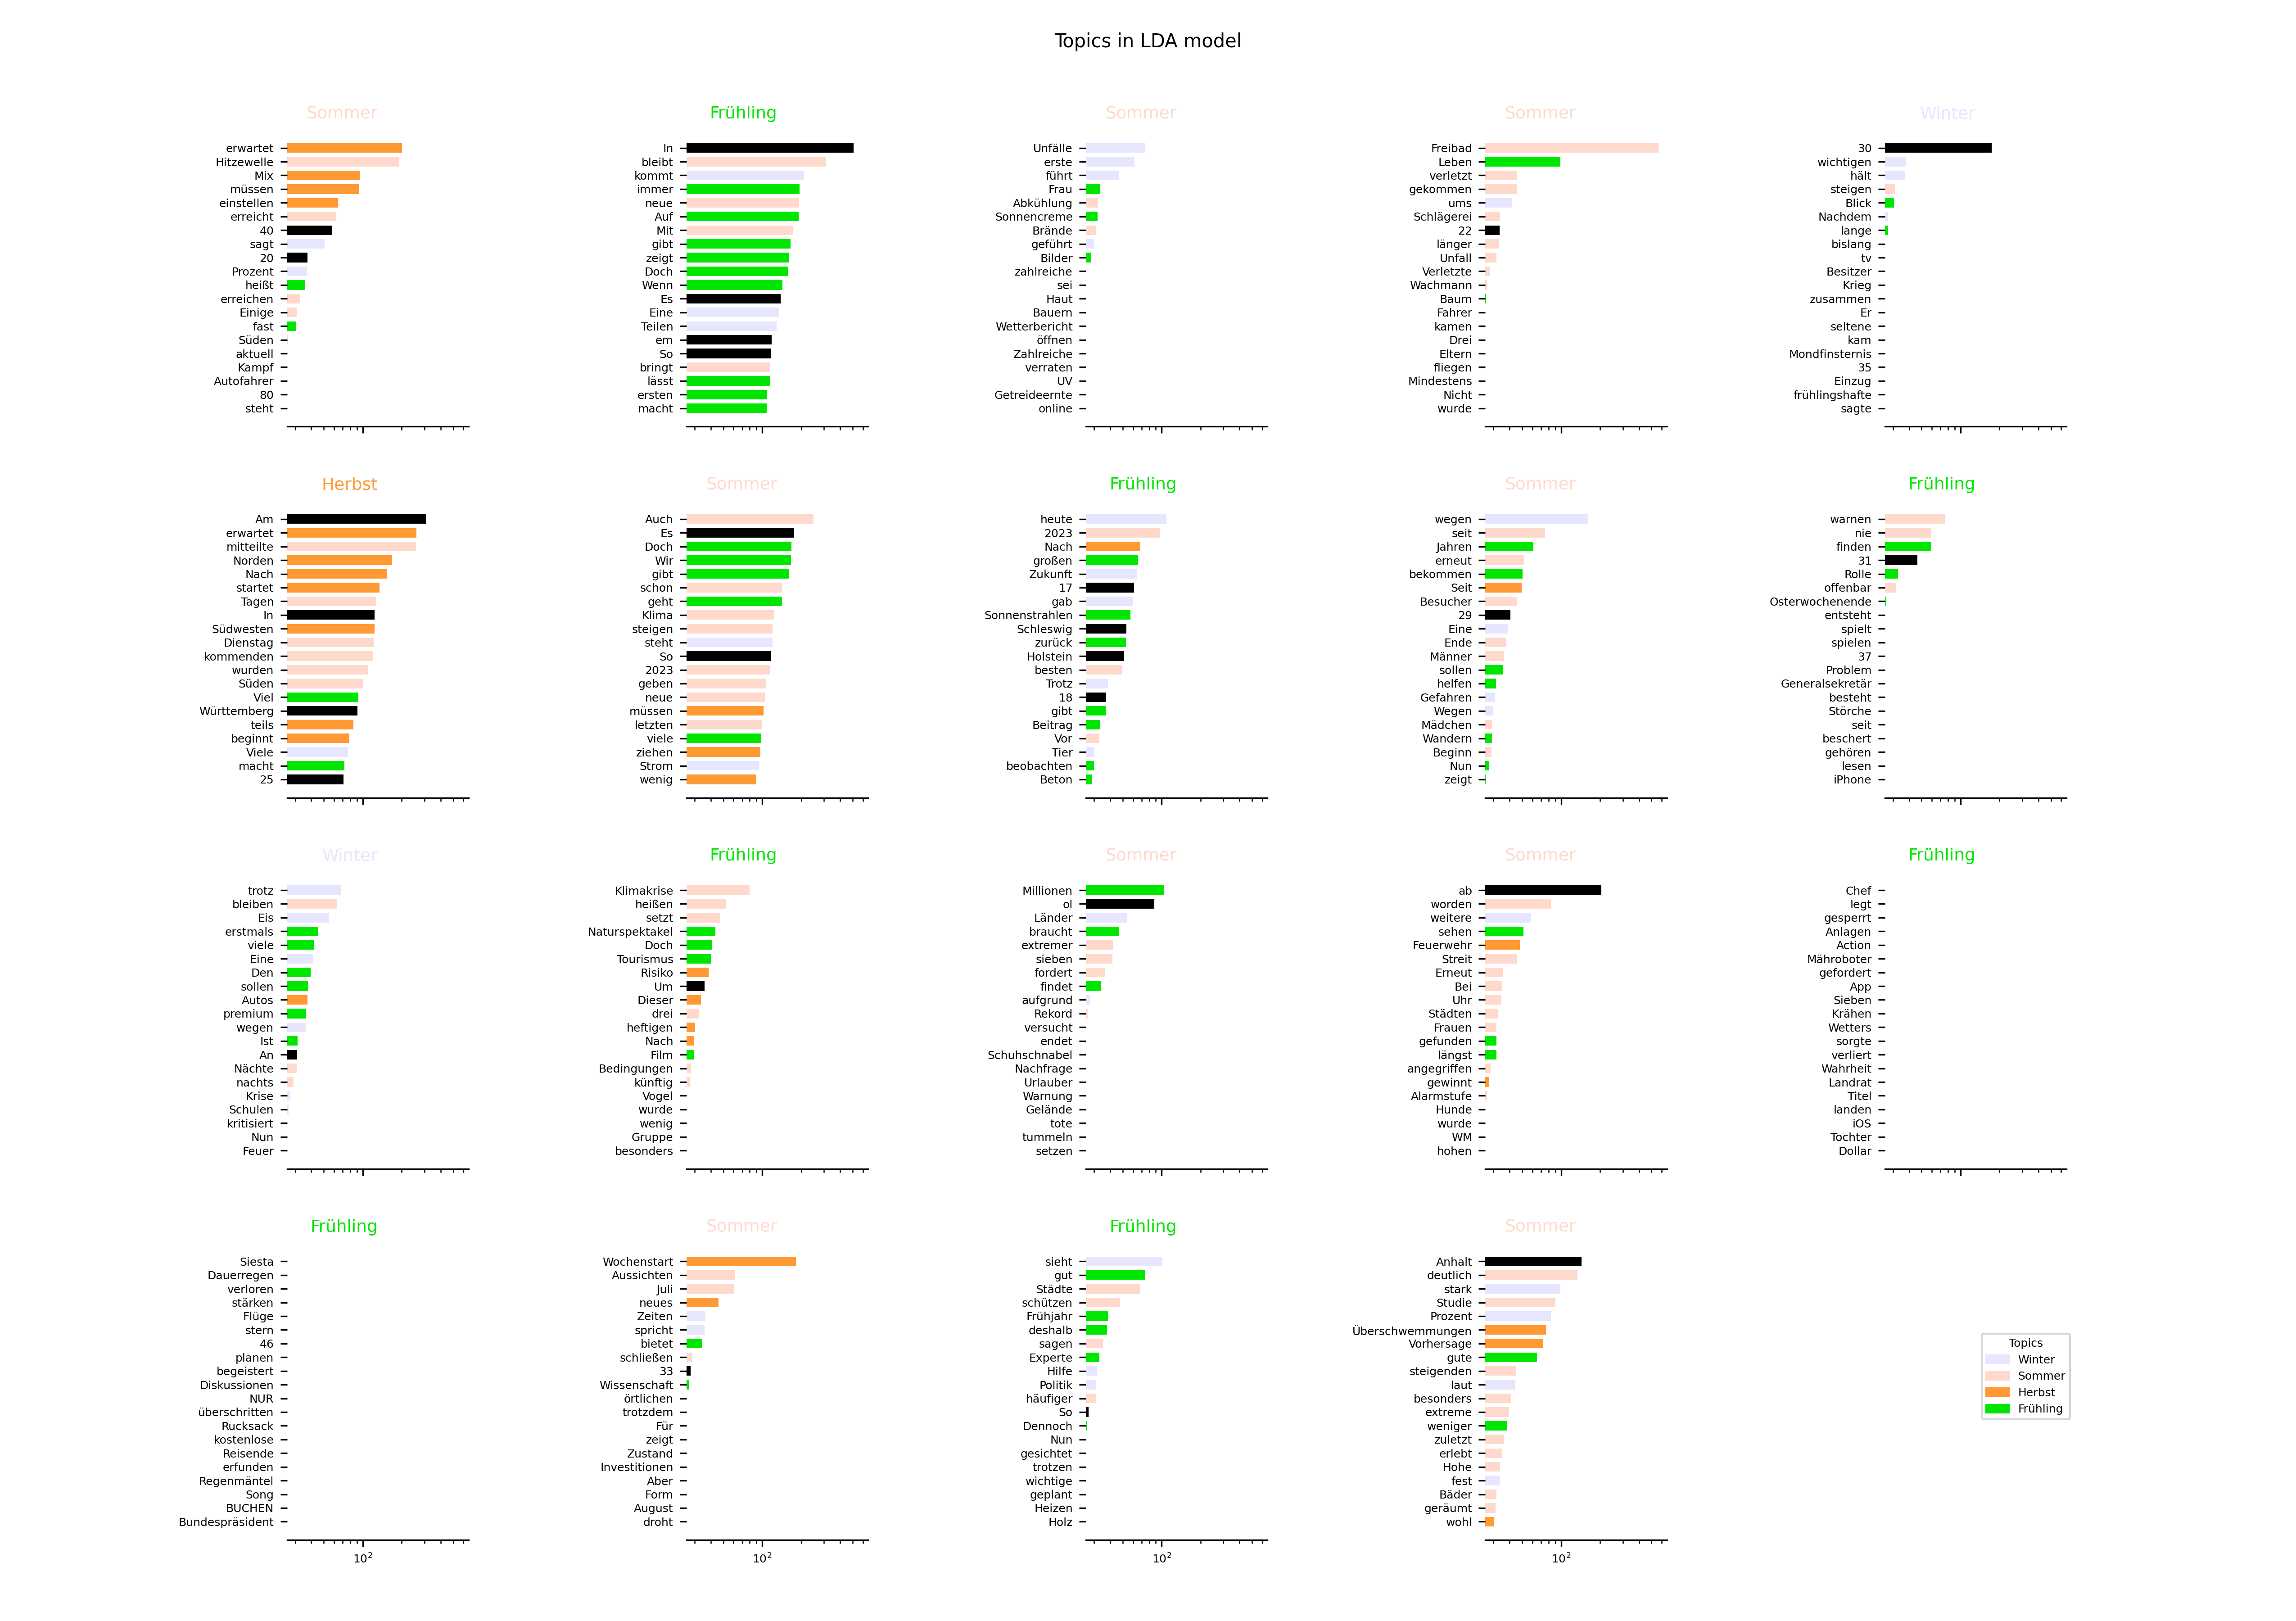 Topics in LDA model
Sommer
erwartet
Hitzewelle
Mix
müssen
einstellen
erreicht
40
sagt
20
Prozent
heißt
erreichen
Einige
fast
Süden
aktuell
Kampf
Autofahrer
80
steht
Frühling
In
bleibt
kommt
immer
neue
Auf
Mit
gibt
zeigt
Doch
Wenn
Es
Eine
Teilen
em
So
bringt
lässt
ersten
macht
Sommer
Unfälle
erste
führt
Frau
Abkühlung
Sonnencreme
Brände
geführt
Bilder
zahlreiche
sei
Haut
Bauern
Wetterbericht
öffnen
Zahlreiche
verraten
UV
Getreideernte
online
Sommer
Freibad
Leben
verletzt
gekommen
ums
Schlägerei
22
länger
Unfall
Verletzte
Wachmann
Baum
Fahrer
kamen
Drei
Eltern
fliegen
Mindestens
Nicht
wurde
Winter
30
wichtigen
hält
steigen
Blick
Nachdem
lange
bislang
tv
Besitzer
Krieg
zusammen
Er
seltene
kam
Mondfinsternis
35
Einzug
frühlingshafte
sagte
Herbst
Am
erwartet
mitteilte
Norden
Nach
startet
Tagen
In
Südwesten
Dienstag
kommenden
wurden
Süden
Viel
Württemberg
teils
beginnt
Viele
macht
25
Sommer
Auch
Es
Doch
Wir
gibt
schon
geht
Klima
steigen
steht
So
2023
geben
neue
müssen
letzten
viele
ziehen
Strom
wenig
Frühling
heute
2023
Nach
großen
Zukunft
17
gab
Sonnenstrahlen
Schleswig
zurück
Holstein
besten
Trotz
18
gibt
Beitrag
Vor
Tier
beobachten
Beton
Sommer
wegen
seit
Jahren
erneut
bekommen
Seit
Besucher
29
Eine
Ende
Männer
sollen
helfen
Gefahren
Wegen
Mädchen
Wandern
Beginn
Nun
zeigt
Frühling
warnen
nie
finden
31
Rolle
offenbar
Osterwochenende
entsteht
spielt
spielen
37
Problem
Generalsekretär
besteht
Störche
seit
beschert
gehören
lesen
iPhone
Winter
trotz
bleiben
Eis
erstmals
viele
Eine
Den
sollen
Autos
premium
wegen
Ist
An
Nächte
nachts
Krise
Schulen
kritisiert
Nun
Feuer
Frühling
Klimakrise
heißen
setzt
Naturspektakel
Doch
Tourismus
Risiko
Um
Dieser
drei
heftigen
Nach
Film
Bedingungen
künftig
Vogel
wurde
wenig
Gruppe
besonders
Sommer
Millionen
ol
Länder
braucht
extremer
sieben
fordert
findet
aufgrund
Rekord
versucht
endet
Schuhschnabel
Nachfrage
Urlauber
Warnung
Gelände
tote
tummeln
setzen
Sommer
ab
worden
weitere
sehen
Feuerwehr
Streit
Erneut
Bei
Uhr
Städten
Frauen
gefunden
längst
angegriffen
gewinnt
Alarmstufe
Hunde
wurde
WM
hohen
Frühling
Chef
legt
gesperrt
Anlagen
Action
Mähroboter
gefordert
App
Sieben
Krähen
Wetters
sorgte
verliert
Wahrheit
Landrat
Titel
landen
iOS
Tochter
Dollar
Frühling
Siesta
Dauerregen
verloren
stärken
Flüge
stern
46
planen
begeistert
Diskussionen
NUR
überschritten
Rucksack
kostenlose
Reisende
erfunden
Regenmäntel
Song
BUCHEN
Bundespräsident
10²
Sommer
Wochenstart
Aussichten
Juli
neues
Zeiten
spricht
bietet
schließen
33
Wissenschaft
örtlichen
trotzdem
Für
zeigt
Zustand
Investitionen
Aber
Form
August
droht
10²
Frühling
sieht
gut
Städte
schützen
Frühjahr
deshalb
sagen
Experte
Hilfe
Politik
häufiger
So
Dennoch
Nun
gesichtet
trotzen
wichtige
geplant
Heizen
Holz
10²
Sommer
Anhalt
deutlich
stark
Studie
Prozent
Überschwemmungen
Vorhersage
gute
steigenden
laut
besonders
extreme
weniger
zuletzt
erlebt
Hohe
fest
Bäder
geräumt
wohl
10²
Topics
Winter
Sommer
Herbst
Frühling